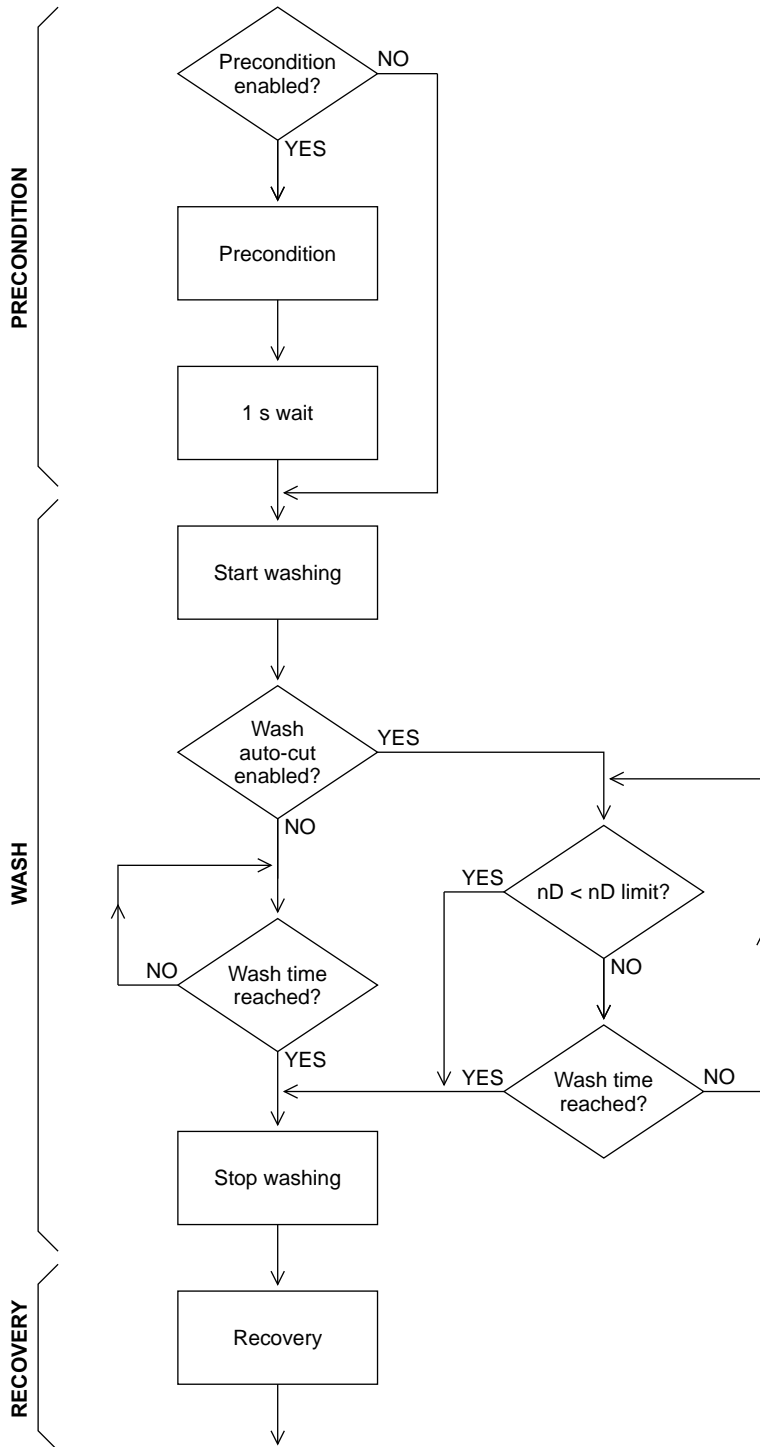 PRECONDITION
Precondition
enabled?
NO
YES
Precondition
1 s wait
WASH
Start washing
Wash
auto-cut
enabled?
YES
NO
YES
nD < nD limit?
NO
NO
Wash time
reached?
YES
YES
Wash time
reached?
NO
Stop washing
RECOVERY
Recovery